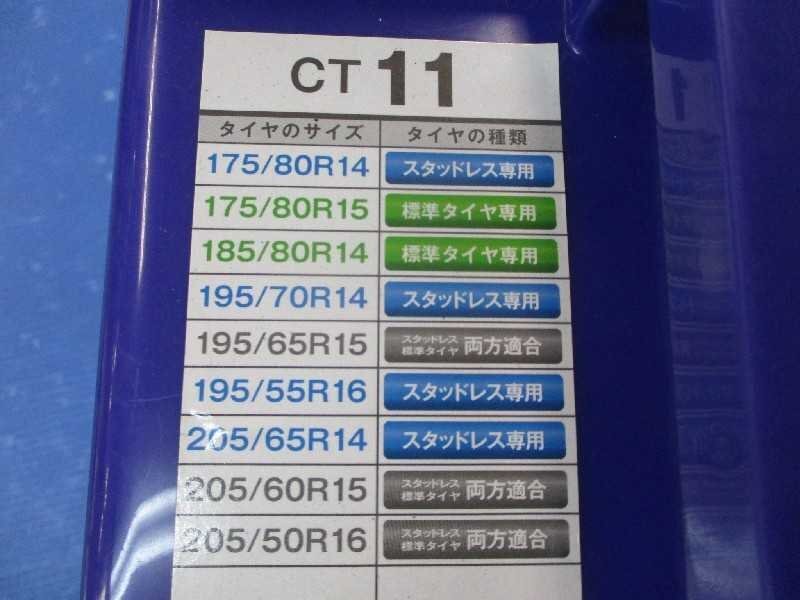 CT 11
タイヤのサイズ タイヤの種類
175/80R14 スタッドレス専用
175/80R15 標準タイヤ専用
185/80R14 標準タイヤ専用
195/70R14 スタッドレス専用
195/65R15 スタッドレス 標準タイヤ 両方適合
195/55R16 スタッドレス専用
205/65R14 スタッドレス専用
205/60R15 スタッドレス 標準タイヤ 両方適合
205/50R16 スタッドレス 標準タイヤ 両方適合